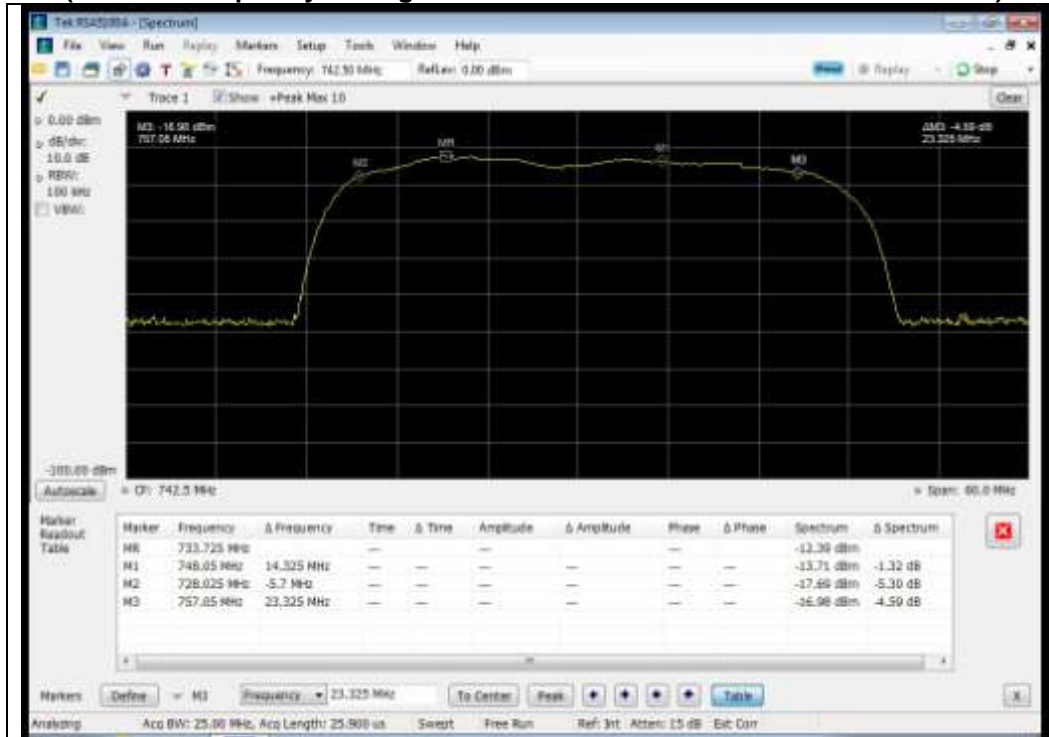 Tek RSA5106A - [Spectrum]
File View Run Replay Markers Setup Tools Window Help
Frequency: 742.50 MHz RefLev: 0.00 dBm Replay Stop
Trace 1 Show +Peak Max 10 Clear
0.00 dBm
dB/div:
10.0 dB
RBW:
100 kHz
VBW:
-100.00 dBm
M3: -16.98 dBm
757.05 MHz
ΔM3: -4.59 dB
23.325 MHz
M2
MR
M1
M3
Autoscale CF: 742.5 MHz Span: 60.0 MHz
Marker
Readout
Table
Marker Frequency Δ Frequency Time Δ Time Amplitude Δ Amplitude Phase Δ Phase Spectrum Δ Spectrum
MR 733.725 MHz -- -- -- -12.39 dBm
M1 748.05 MHz 14.325 MHz -- -- -- -- -- -- -13.71 dBm -1.32 dB
M2 728.025 MHz -5.7 MHz -- -- -- -- -- -- -17.69 dBm -5.30 dB
M3 757.05 MHz 23.325 MHz -- -- -- -- -- -- -16.98 dBm -4.59 dB
Markers Define M3 Frequency 23.325 MHz To Center Peak Table X
Analyzing Acq BW: 25.00 MHz, Acq Length: 25.900 us Swept Free Run Ref: Int Atten: 15 dB Ext Corr